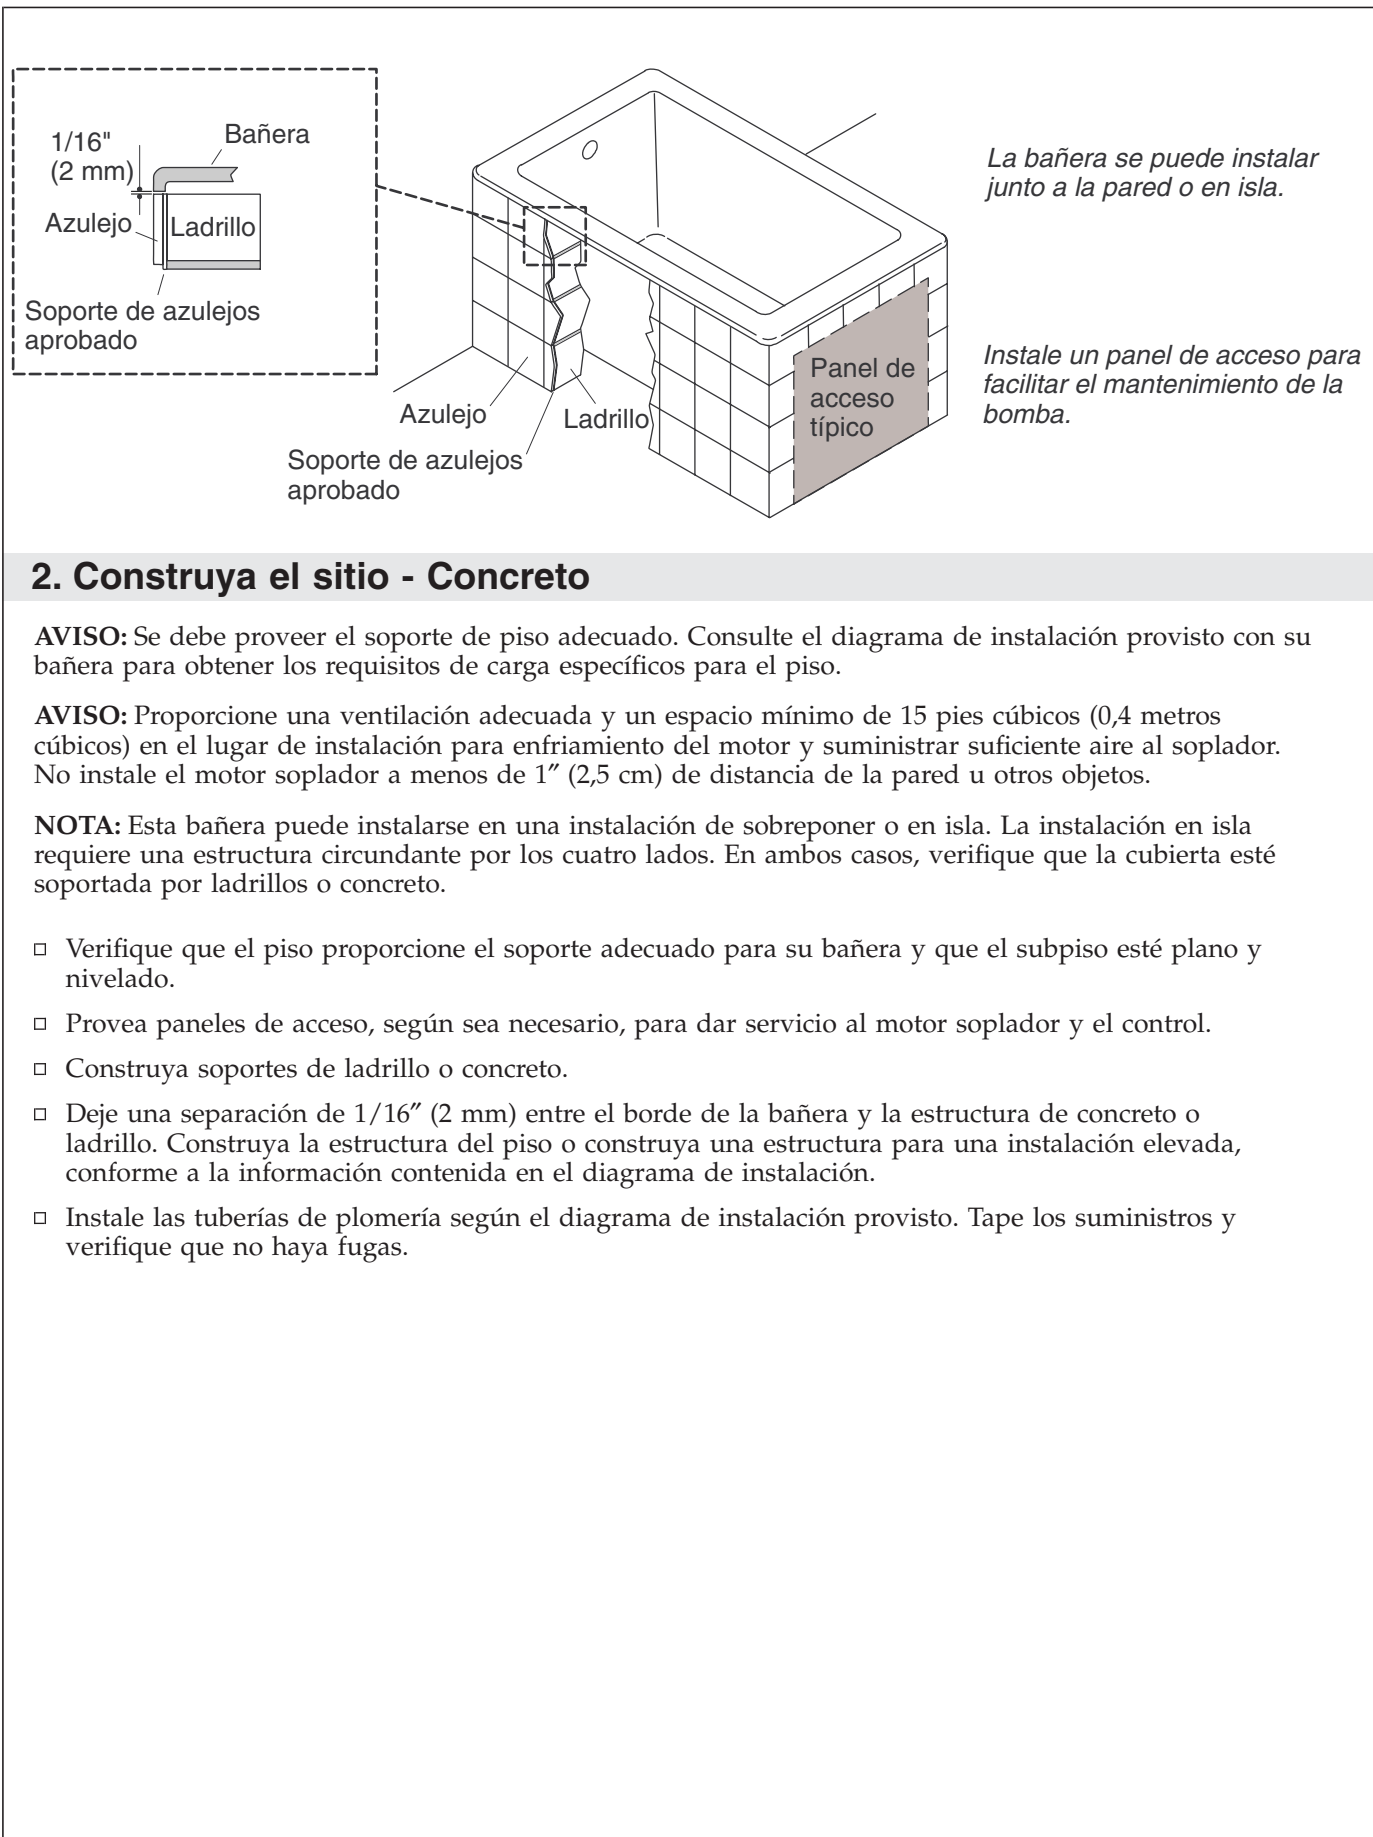 1/16"
(2 mm)
Bañera
Azulejo
Ladrillo
Soporte de azulejos
aprobado
Azulejo
Ladrillo
Soporte de azulejos
aprobado
Panel de
acceso
típico
La bañera se puede instalar
junto a la pared o en isla.
Instale un panel de acceso para
facilitar el mantenimiento de la
bomba.
2. Construya el sitio - Concreto
AVISO: Se debe proveer el soporte de piso adecuado. Consulte el diagrama de instalación provisto con su
bañera para obtener los requisitos de carga específicos para el piso.
AVISO: Proporcione una ventilación adecuada y un espacio mínimo de 15 pies cúbicos (0,4 metros
cúbicos) en el lugar de instalación para enfriamiento del motor y suministrar suficiente aire al soplador.
No instale el motor soplador a menos de 1″ (2,5 cm) de distancia de la pared u otros objetos.
NOTA: Esta bañera puede instalarse en una instalación de sobreponer o en isla. La instalación en isla
requiere una estructura circundante por los cuatro lados. En ambos casos, verifique que la cubierta esté
soportada por ladrillos o concreto.
□ Verifique que el piso proporcione el soporte adecuado para su bañera y que el subpiso esté plano y
nivelado.
□ Provea paneles de acceso, según sea necesario, para dar servicio al motor soplador y el control.
□ Construya soportes de ladrillo o concreto.
□ Deje una separación de 1/16″ (2 mm) entre el borde de la bañera y la estructura de concreto o
ladrillo. Construya la estructura del piso o construya una estructura para una instalación elevada,
conforme a la información contenida en el diagrama de instalación.
□ Instale las tuberías de plomería según el diagrama de instalación provisto. Tape los suministros y
verifique que no haya fugas.